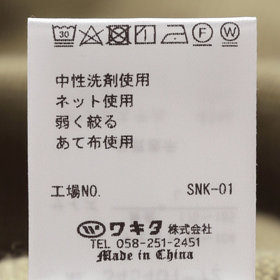 30 F W
中性洗剤使用
ネット使用
弱く絞る
あて布使用
工場NO. SNK-01
ワキタ株式会社
TEL 058-251-2451
Made in China